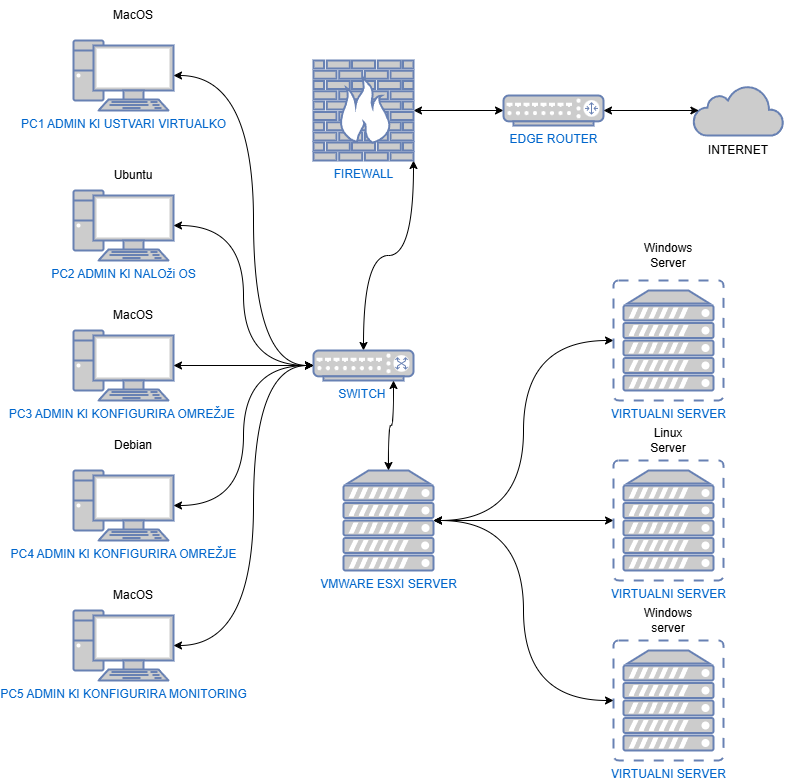 MacOS
PC1 ADMIN KI USTVARI VIRTUALKO
Ubuntu
PC2 ADMIN KI NALOži OS
MacOS
PC3 ADMIN KI KONFIGURIRA OMREŽJE
Debian
PC4 ADMIN KI KONFIGURIRA OMREŽJE
MacOS
PC5 ADMIN KI KONFIGURIRA MONITORING
FIREWALL
EDGE ROUTER
INTERNET
SWITCH
VMWARE ESXI SERVER
Windows
Server
VIRTUALNI SERVER
Linux
Server
VIRTUALNI SERVER
Windows
server
VIRTUALNI SERVER